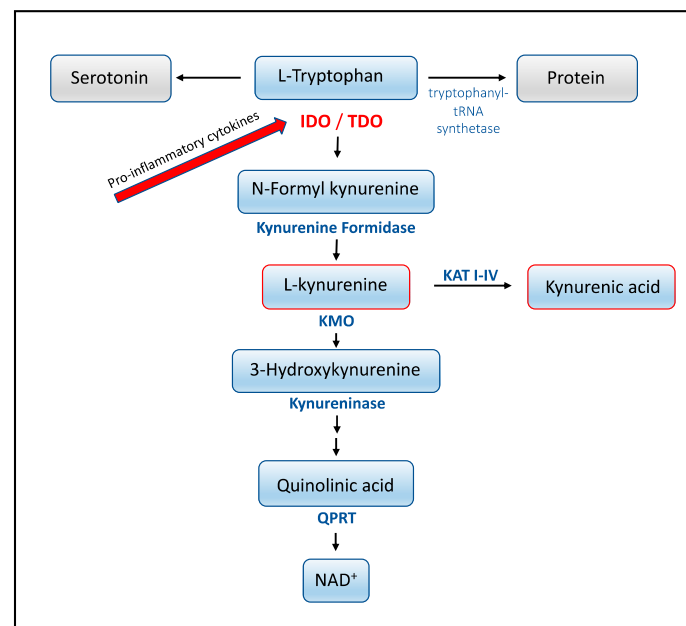 Serotonin
L-Tryptophan
Protein
tryptophanyl-
tRNA
synthetase
IDO / TDO
Pro-inflammatory cytokines
N-Formyl kynurenine
Kynurenine Formidase
L-kynurenine
KAT I-IV
Kynurenic acid
KMO
3-Hydroxykynurenine
Kynureninase
Quinolinic acid
QPRT
NAD⁺